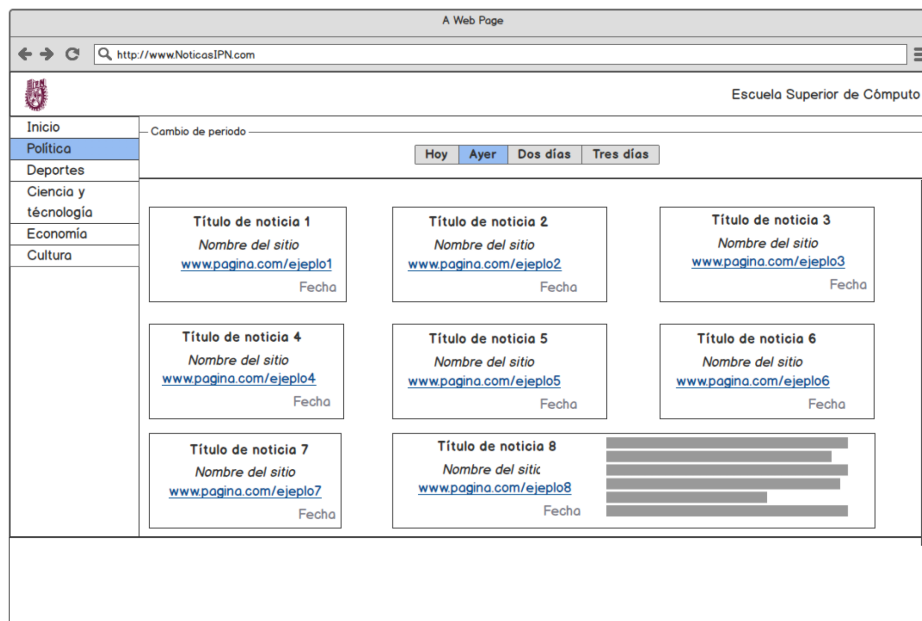 A Web Page
http://www.NoticasIPN.com
Escuela Superior de Cómputo
Inicio
Política
Deportes
Ciencia y
técnología
Economía
Cultura
Cambio de periodo
Hoy Ayer Dos días Tres días
Título de noticia 1
Nombre del sitio
www.pagina.com/ejeplo1
Fecha
Título de noticia 2
Nombre del sitio
www.pagina.com/ejeplo2
Fecha
Título de noticia 3
Nombre del sitio
www.pagina.com/ejeplo3
Fecha
Título de noticia 4
Nombre del sitio
www.pagina.com/ejeplo4
Fecha
Título de noticia 5
Nombre del sitio
www.pagina.com/ejeplo5
Fecha
Título de noticia 6
Nombre del sitio
www.pagina.com/ejeplo6
Fecha
Título de noticia 7
Nombre del sitio
www.pagina.com/ejeplo7
Fecha
Título de noticia 8
Nombre del sitic
www.pagina.com/ejeplo8
Fecha